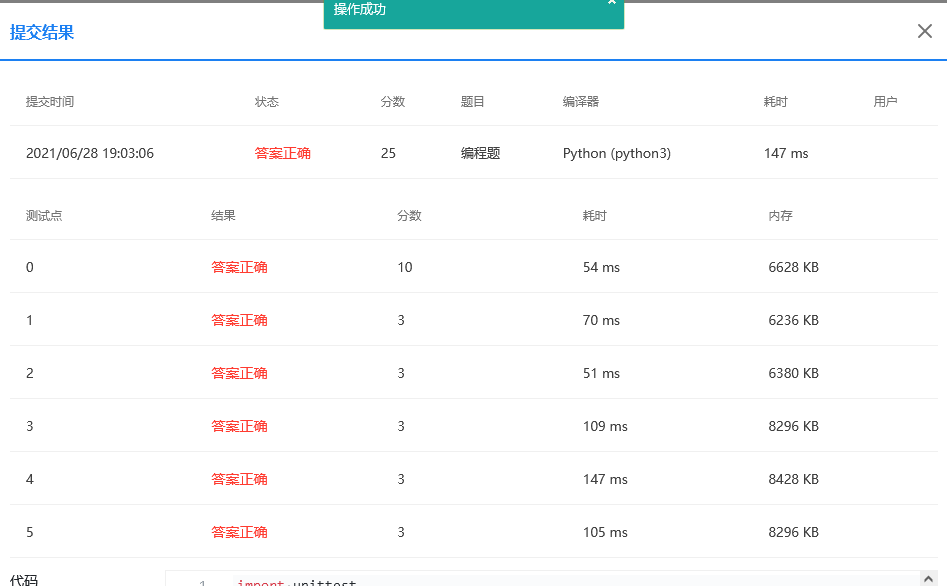 操作成功
提交结果
提交时间 状态 分数 题目 编译器 耗时 用户
2021/06/28 19:03:06 答案正确 25 编程题 Python (python3) 147 ms
测试点 结果 分数 耗时 内存
0 答案正确 10 54 ms 6628 KB
1 答案正确 3 70 ms 6236 KB
2 答案正确 3 51 ms 6380 KB
3 答案正确 3 109 ms 8296 KB
4 答案正确 3 147 ms 8428 KB
5 答案正确 3 105 ms 8296 KB
代码 1 import unittest